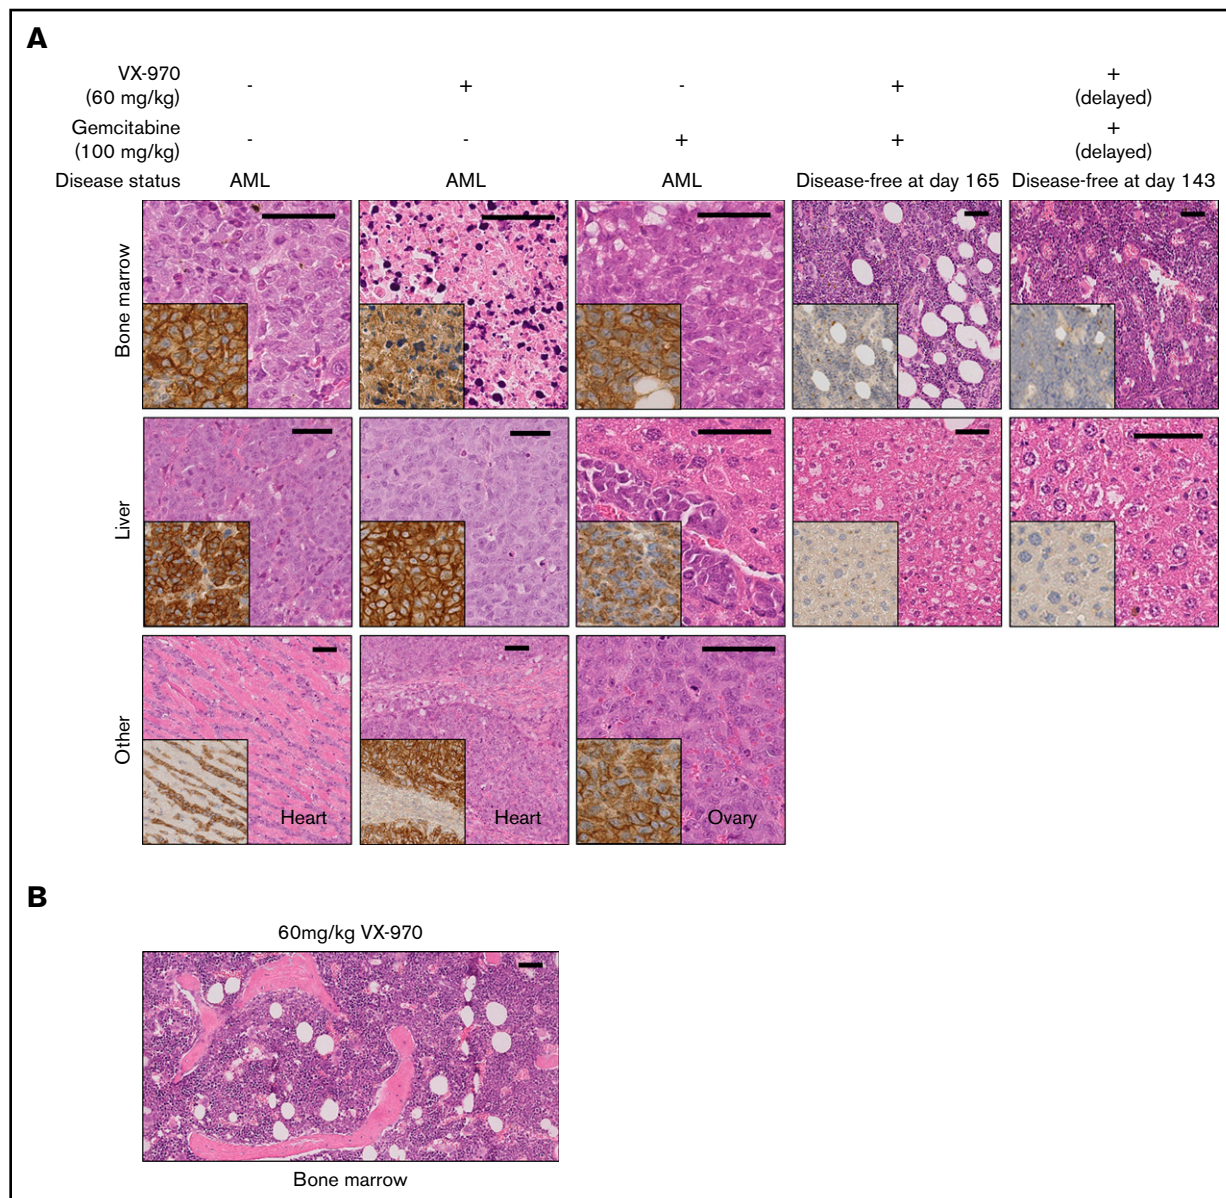 A
VX-970
(60 mg/kg)
- + - + +
(delayed)
Gemcitabine
(100 mg/kg)
- - + + +
(delayed)
Disease status AML AML AML Disease-free at day 165 Disease-free at day 143
Bone marrow
Liver
Other
Heart Heart Ovary
B
60mg/kg VX-970
Bone marrow